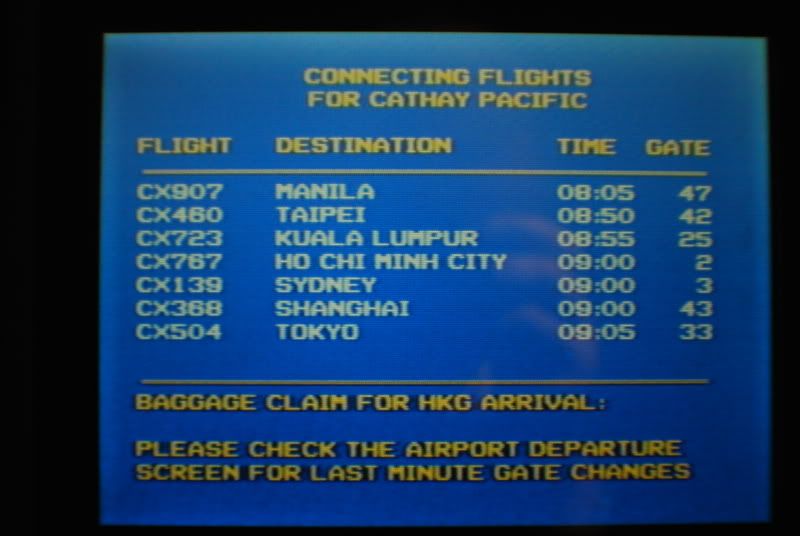 CONNECTING FLIGHTS
FOR CATHAY PACIFIC
FLIGHT DESTINATION TIME GATE
CX907 MANILA 08:05 47
CX460 TAIPEI 08:50 42
CX723 KUALA LUMPUR 08:55 25
CX767 HO CHI MINH CITY 09:00 2
CX139 SYDNEY 09:00 3
CX368 SHANGHAI 09:00 43
CX504 TOKYO 09:05 33
BAGGAGE CLAIM FOR HKG ARRIVAL:
PLEASE CHECK THE AIRPORT DEPARTURE
SCREEN FOR LAST MINUTE GATE CHANGES